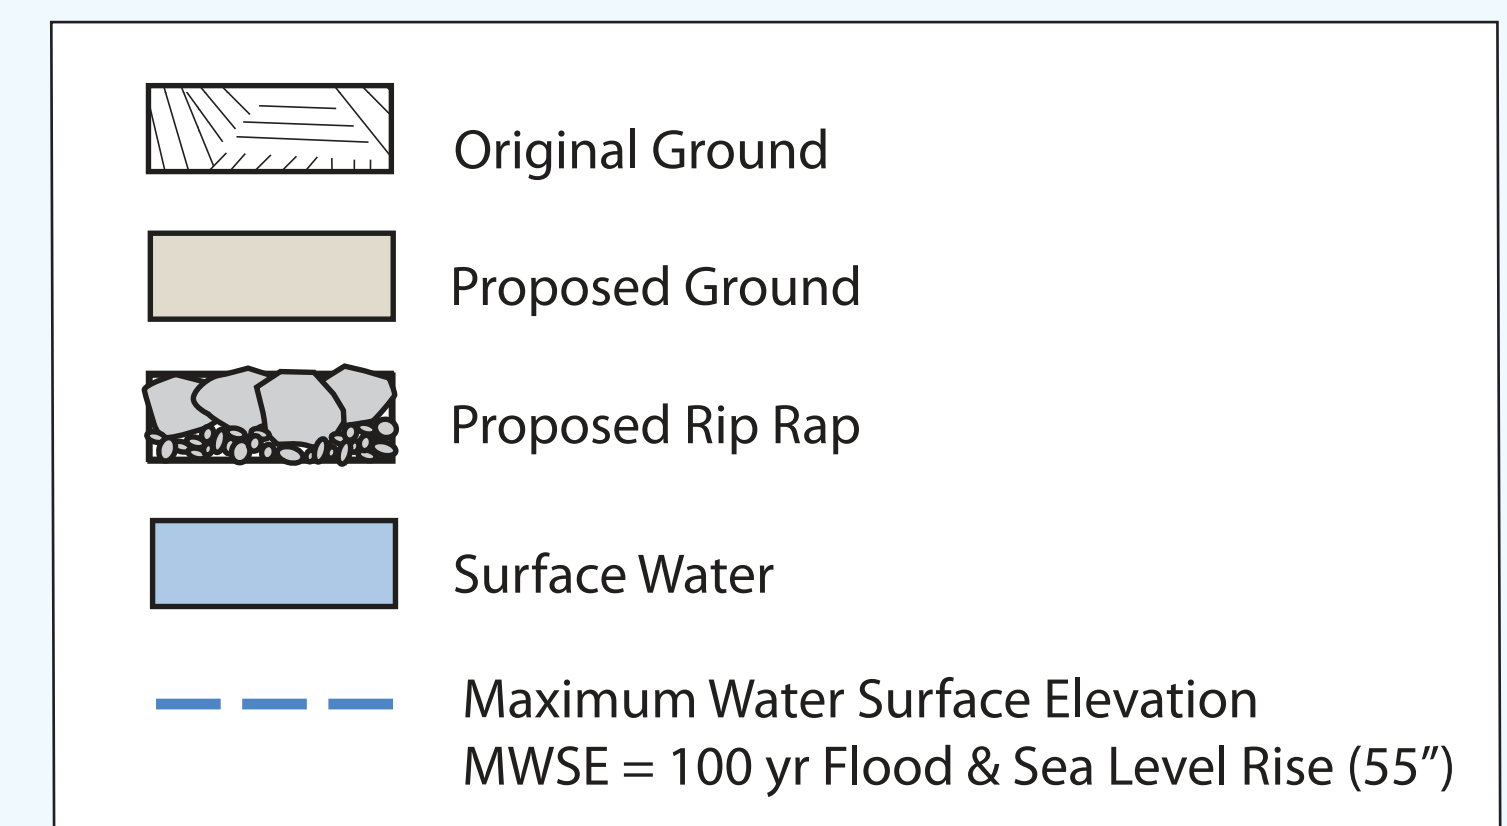 Original Ground
Proposed Ground
Proposed Rip Rap
Surface Water
Maximum Water Surface Elevation
MWSE = 100 yr Flood & Sea Level Rise (55”)